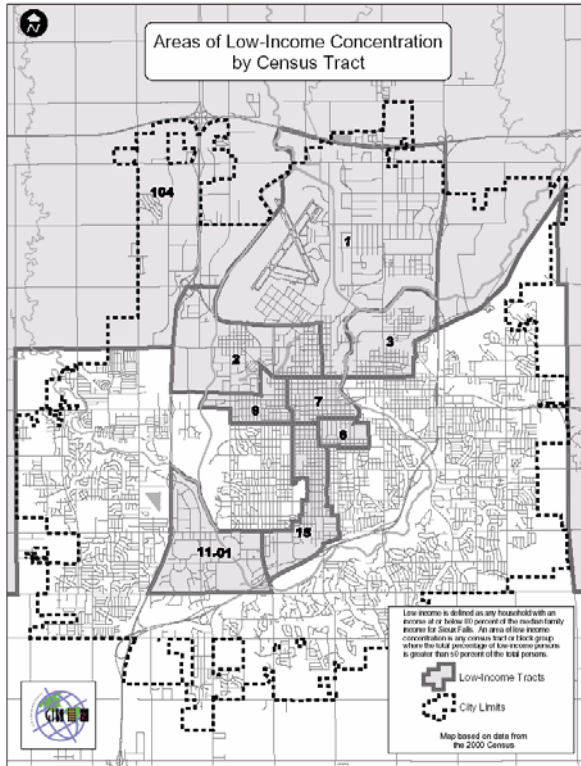 N
Areas of Low-Income Concentration
by Census Tract
104
1
2
3
9
7
6
15
11.01
Low-income is defined as any household with an
income at or below 80 percent of the median family
income for Sioux Falls. An area of low-income
concentration is any census tract or block group
where the total percentage of low-income persons
is greater than 50 percent of the total persons.
Low-Income Tracts
City Limits
Map based on data from
the 2000 Census